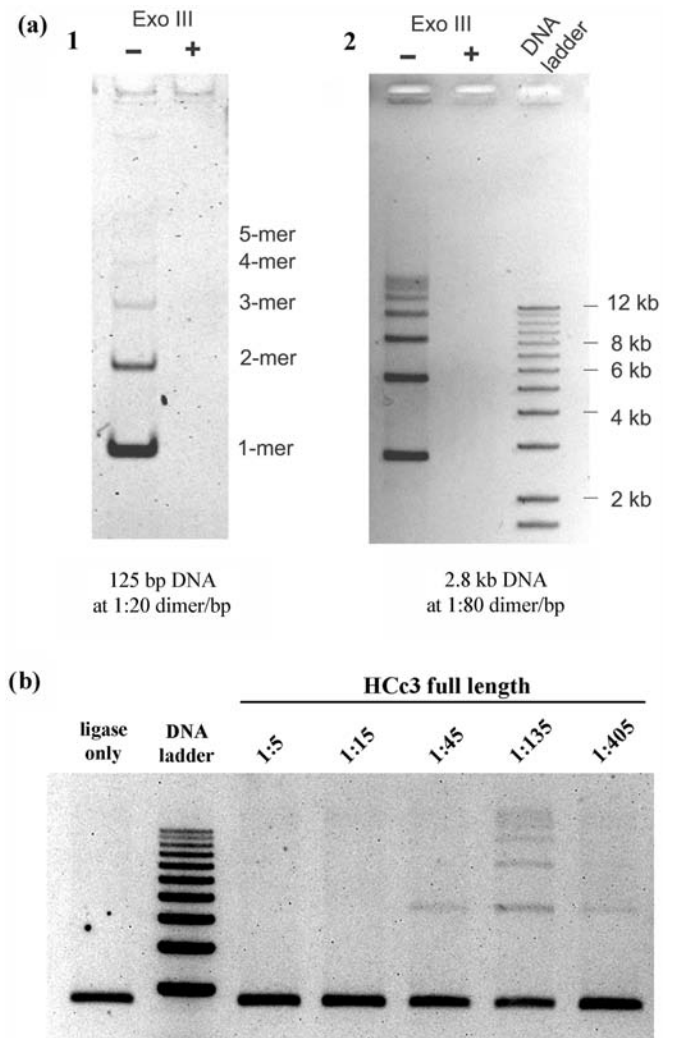 (a)
1
Exo III
– +
5-mer
4-mer
3-mer
2-mer
1-mer
125 bp DNA
at 1:20 dimer/bp
2
Exo III
– +
DNA
ladder
12 kb
8 kb
6 kb
4 kb
2 kb
2.8 kb DNA
at 1:80 dimer/bp
(b)
HCc3 full length
ligase
only
DNA
ladder
1:5
1:15
1:45
1:135
1:405